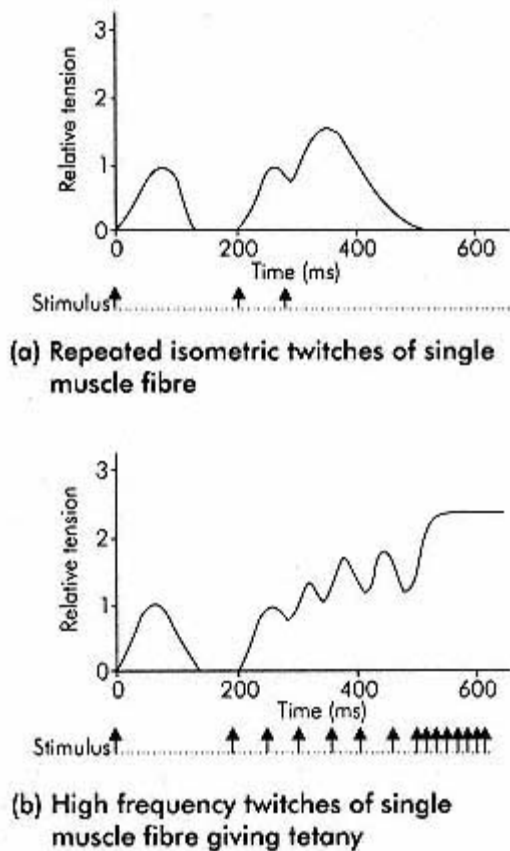 3
2
1
0
Relative tension
0
200
400
600
Time (ms)
Stimulus
(a) Repeated isometric twitches of single
muscle fibre
3
2
1
0
Relative tension
0
200
400
600
Time (ms)
Stimulus
(b) High frequency twitches of single
muscle fibre giving tetany